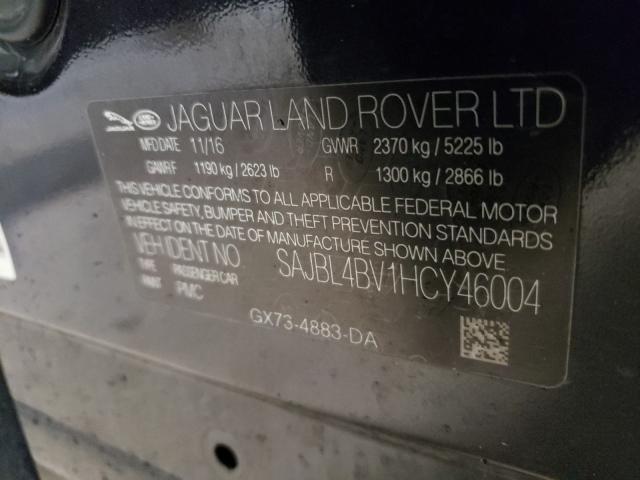 JAGUAR LAND ROVER LTD
MFD DATE 11/16 GVWR 2370 kg / 5225 lb
GAWR F 1190 kg / 2623 lb R 1300 kg / 2866 lb
THIS VEHICLE CONFORMS TO ALL APPLICABLE FEDERAL MOTOR
VEHICLE SAFETY, BUMPER AND THEFT PREVENTION STANDARDS
IN EFFECT ON THE DATE OF MANUFACTURE SHOWN ABOVE
VEH IDENT NO SAJBL4BV1HCY46004
TYPE PASSENGER CAR
PAINT PMC
GX73-4883-DA